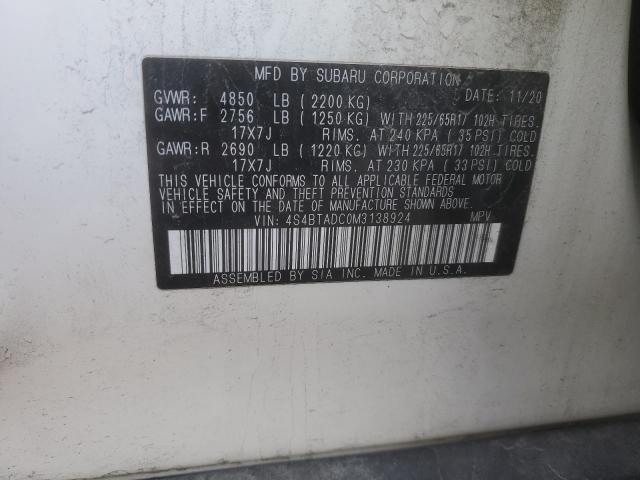 MFD BY SUBARU CORPORATION
DATE: 11/20
GVWR: 4850 LB (2200 KG)
GAWR:F 2756 LB (1250 KG) WITH 225/65R17 102H TIRES.
17X7J RIMS. AT 240 KPA (35 PSI) COLD
GAWR:R 2690 LB (1220 KG) WITH 225/65R17 102H TIRES.
17X7J RIMS. AT 230 KPA (33 PSI) COLD
THIS VEHICLE CONFORMS TO ALL APPLICABLE FEDERAL MOTOR
VEHICLE SAFETY AND THEFT PREVENTION STANDARDS
IN EFFECT ON THE DATE OF MANUFACTURE SHOWN ABOVE.
VIN: 4S4BTADC0M3138924 MPV
ASSEMBLED BY SIA INC. MADE IN U.S.A.